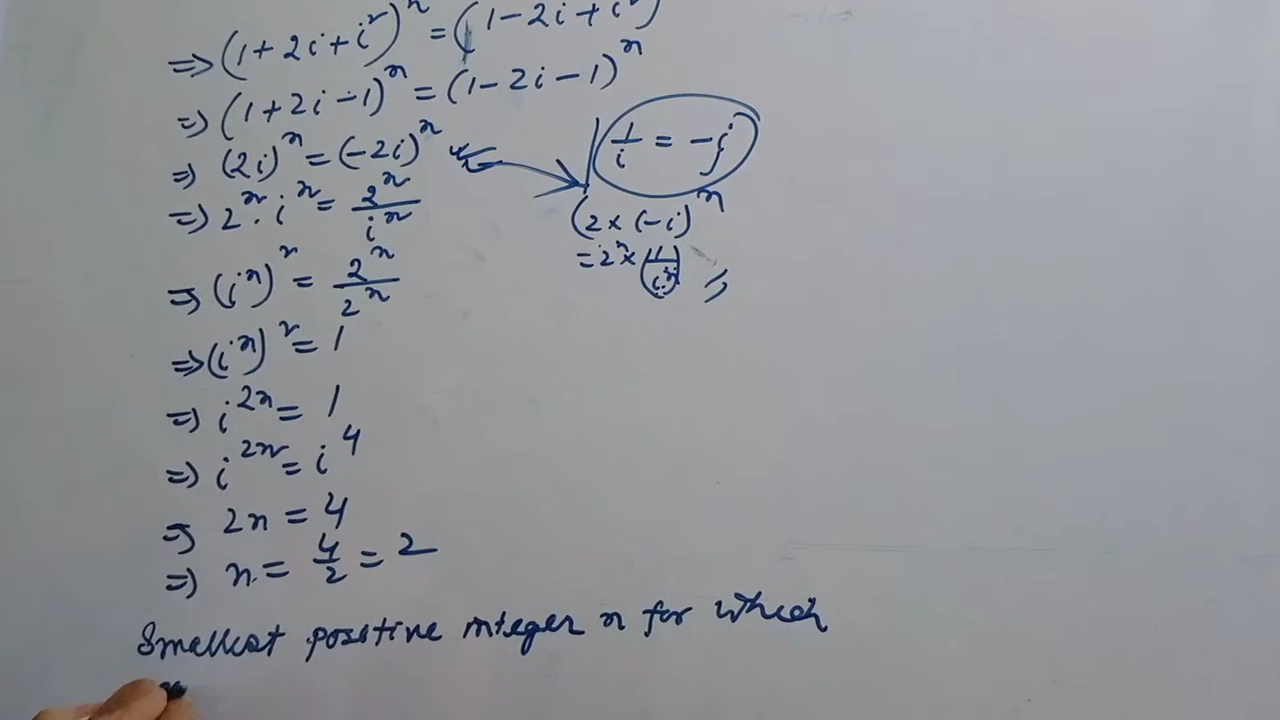 ⇒ (1+2i+i²)ⁿ = (1-2i+i²)
⇒ (1+2i-1)ⁿ = (1-2i-1)ⁿ
⇒ (2i)ⁿ = (-2i)ⁿ
1/i = -i
⇒ 2ⁿ · iⁿ = 2ⁿ/iⁿ
(2×(-i))ⁿ
= 2ⁿ × (1/iⁿ)
⇒ (iⁿ)² = 2ⁿ/2ⁿ
⇒ (iⁿ)² = 1
⇒ i²ⁿ = 1
⇒ i²ⁿ = i⁴
⇒ 2n = 4
⇒ n = 4/2 = 2
Smallest positive integer n for which